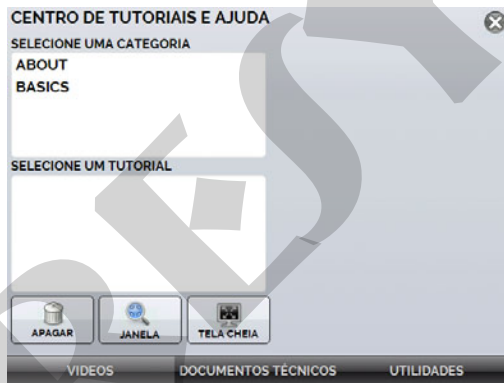 CENTRO DE TUTORIAIS E AJUDA
SELECIONE UMA CATEGORIA
ABOUT
BASICS
SELECIONE UM TUTORIAL
APAGAR JANELA TELA CHEIA
VIDEOS DOCUMENTOS TÉCNICOS UTILIDADES